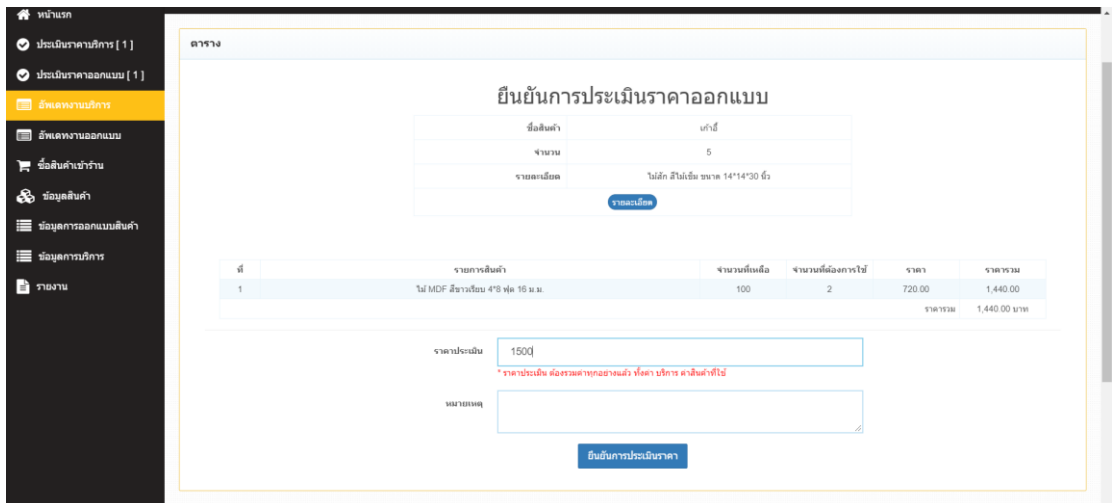 หน้าแรก
ประเมินราคาบริการ [ 1 ]
ประเมินราคาออกแบบ [ 1 ]
อัพเดทงานบริการ
อัพเดทงานออกแบบ
ซื้อสินค้าเข้าร้าน
ข้อมูลสินค้า
ข้อมูลการออกแบบสินค้า
ข้อมูลการบริการ
รายงาน
ตาราง
ยืนยันการประเมินราคาออกแบบ
ชื่อสินค้า เก้าอี้
จำนวน 5
รายละเอียด ไม้สัก สีไม้เข้ม ขนาด 14*14*30 นิ้ว
รายละเอียด
ที่ รายการสินค้า จำนวนที่เหลือ จำนวนที่ต้องการใช้ ราคา ราคารวม
1 ไม้ MDF สีขาวเรียบ 4*8 ฟุต 16 ม.ม. 100 2 720.00 1,440.00
ราคารวม 1,440.00 บาท
ราคาประเมิน 1500
* ราคาประเมิน ต้องรวมค่าทุกอย่างแล้ว ทั้งค่า บริการ ค่าสินค้าที่ใช้
หมายเหตุ
ยืนยันการประเมินราคา